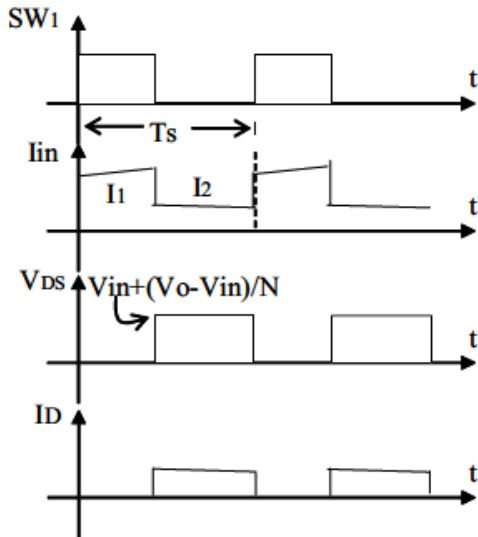 SW1
t
Ts
Iin
I1
I2
t
VDS
Vin+(Vo-Vin)/N
t
ID
t